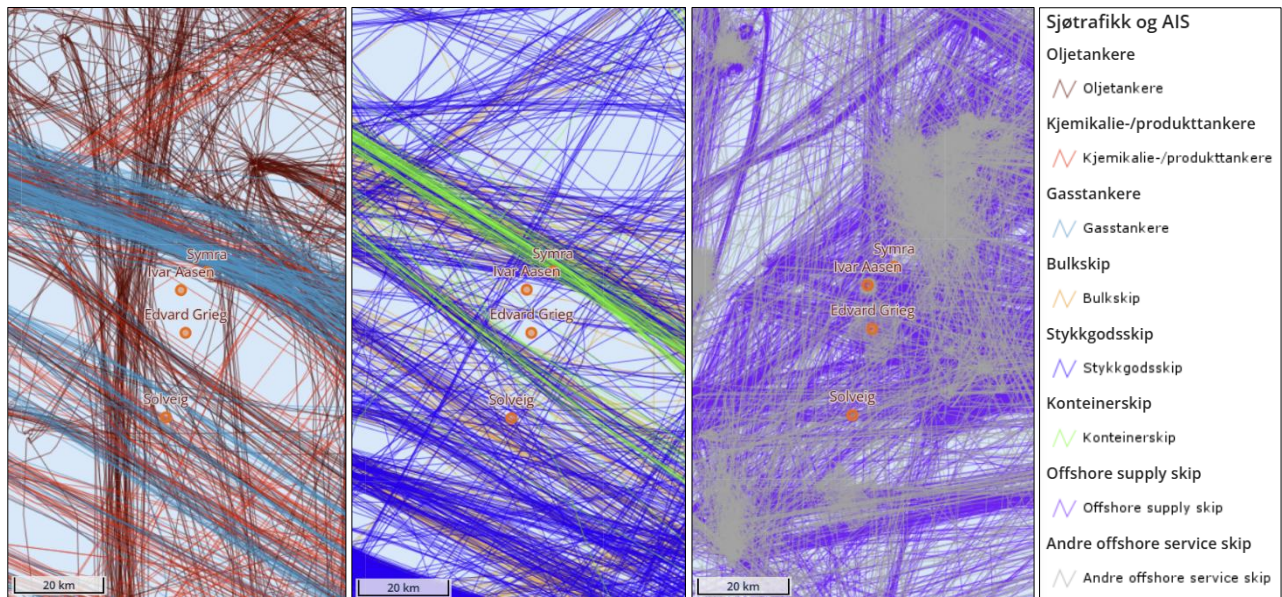 Symra
Ivar Aasen
Edvard Grieg
Solveig
20 km
Symra
Ivar Aasen
Edvard Grieg
Solveig
20 km
Symra
Ivar Aasen
Edvard Grieg
Solveig
20 km
Sjøtrafikk og AIS
Oljetankere
Oljetankere
Kjemikalie-/produkttankere
Kjemikalie-/produkttankere
Gasstankere
Gasstankere
Bulkskip
Bulkskip
Stykkgodsskip
Stykkgodsskip
Konteinerskip
Konteinerskip
Offshore supply skip
Offshore supply skip
Andre offshore service skip
Andre offshore service skip